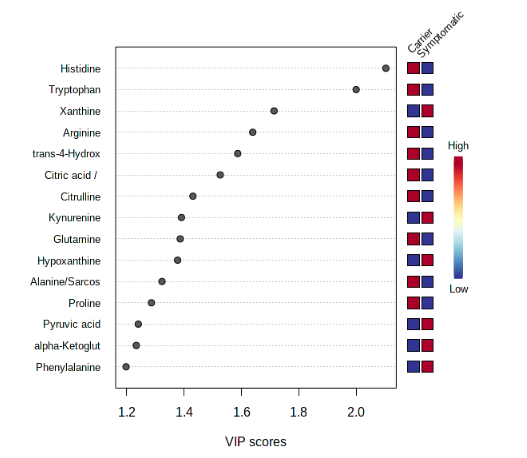 Carrier
Symptomatic
Histidine
Tryptophan
Xanthine
Arginine
trans-4-Hydrox
Citric acid /
Citrulline
Kynurenine
Glutamine
Hypoxanthine
Alanine/Sarcos
Proline
Pyruvic acid
alpha-Ketoglut
Phenylalanine
High
Low
1.2 1.4 1.6 1.8 2.0
VIP scores